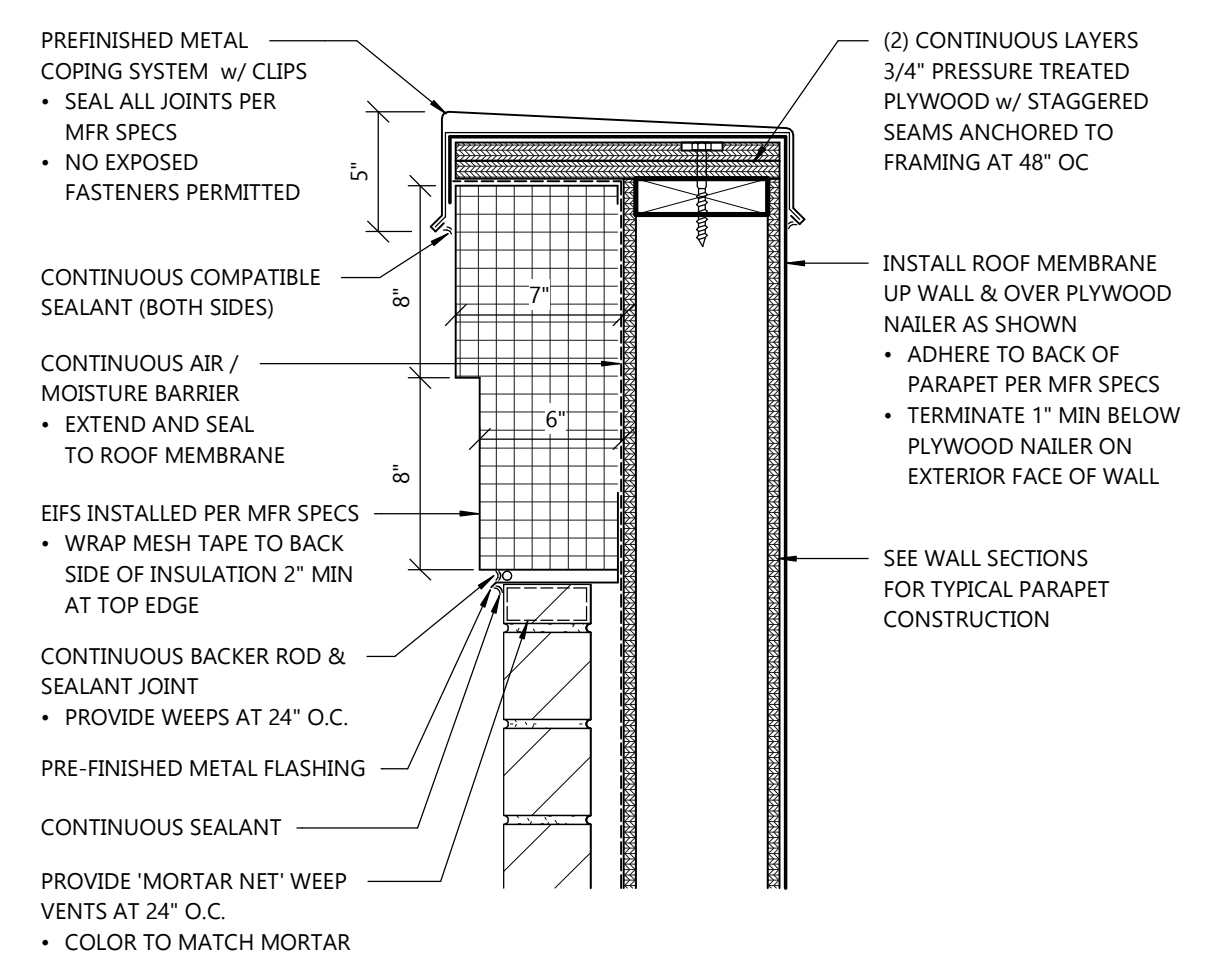 PREFINISHED METAL
COPING SYSTEM w/ CLIPS
• SEAL ALL JOINTS PER
MFR SPECS
• NO EXPOSED
FASTENERS PERMITTED
CONTINUOUS COMPATIBLE
SEALANT (BOTH SIDES)
CONTINUOUS AIR /
MOISTURE BARRIER
• EXTEND AND SEAL
TO ROOF MEMBRANE
EIFS INSTALLED PER MFR SPECS
• WRAP MESH TAPE TO BACK
SIDE OF INSULATION 2" MIN
AT TOP EDGE
CONTINUOUS BACKER ROD &
SEALANT JOINT
• PROVIDE WEEPS AT 24" O.C.
PRE-FINISHED METAL FLASHING
CONTINUOUS SEALANT
PROVIDE 'MORTAR NET' WEEP
VENTS AT 24" O.C.
• COLOR TO MATCH MORTAR
5"
8"
8"
7"
6"
(2) CONTINUOUS LAYERS
3/4" PRESSURE TREATED
PLYWOOD w/ STAGGERED
SEAMS ANCHORED TO
FRAMING AT 48" OC
INSTALL ROOF MEMBRANE
UP WALL & OVER PLYWOOD
NAILER AS SHOWN
• ADHERE TO BACK OF
PARAPET PER MFR SPECS
• TERMINATE 1" MIN BELOW
PLYWOOD NAILER ON
EXTERIOR FACE OF WALL
SEE WALL SECTIONS
FOR TYPICAL PARAPET
CONSTRUCTION